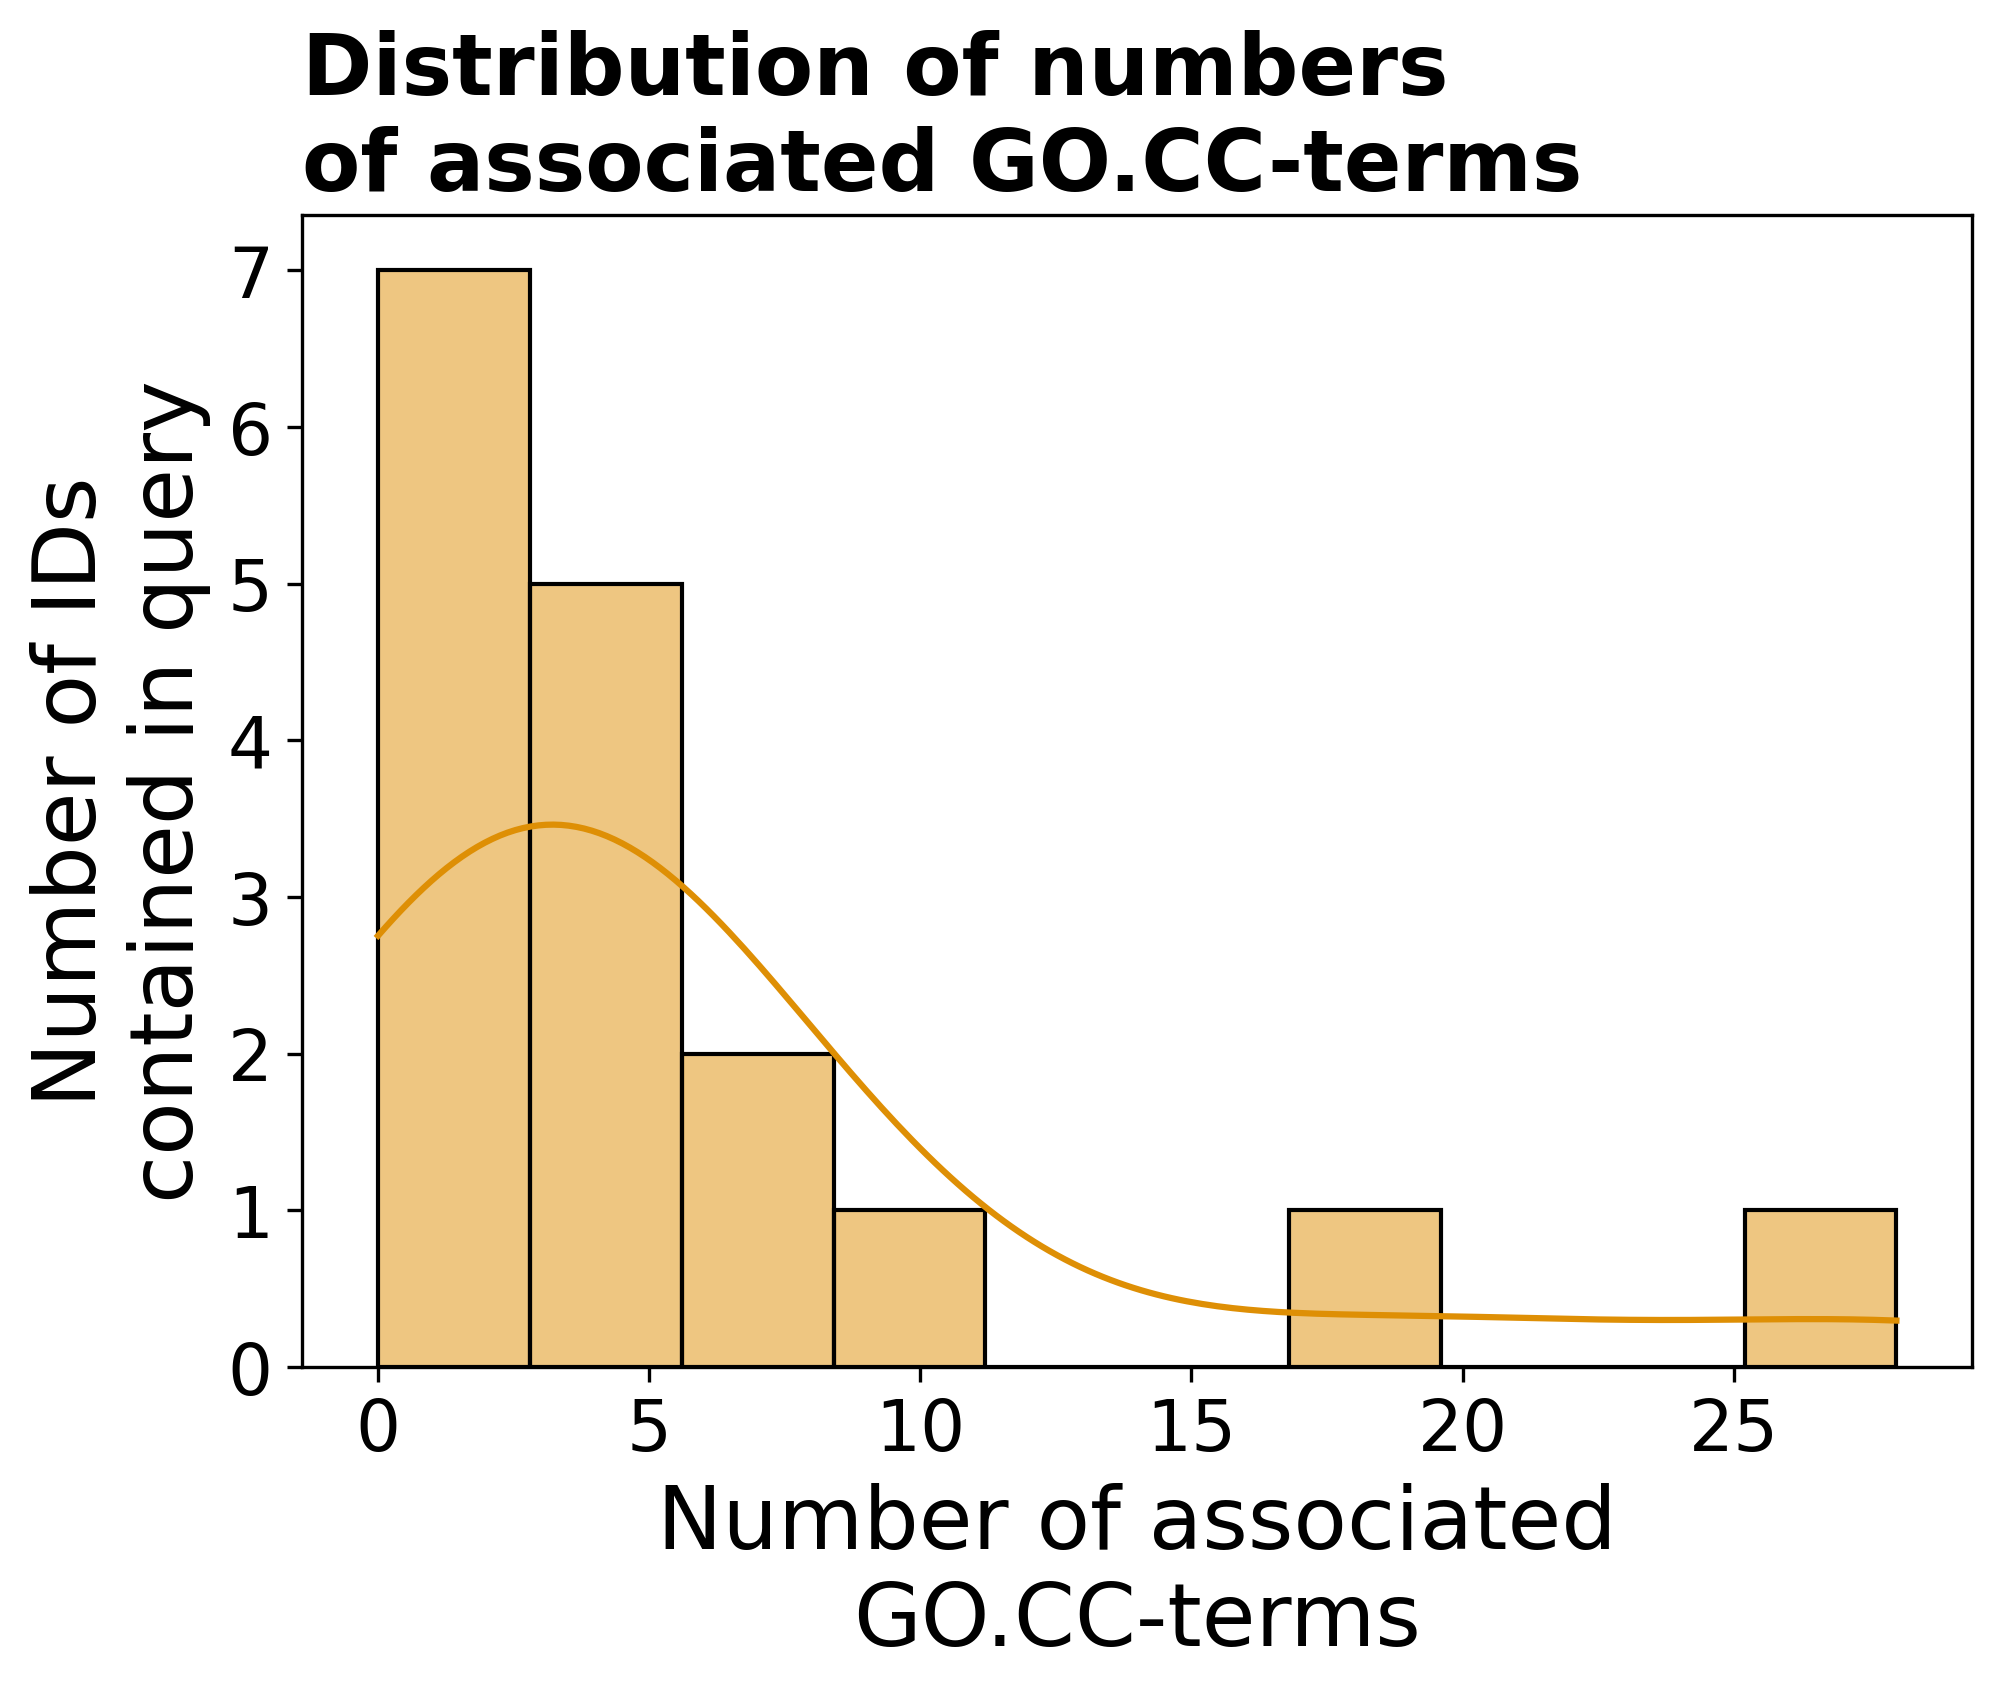 Distribution of numbers
of associated GO.CC-terms
Number of IDs
contained in query
7
6
5
4
3
2
1
0
0 5 10 15 20 25
Number of associated
GO.CC-terms